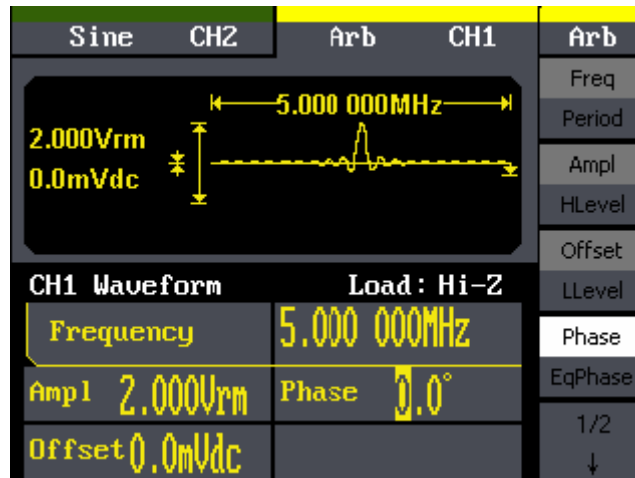 Sine CH2 Arb CH1 Arb
Freq
Period
Ampl
HLevel
Offset
LLevel
Phase
EqPhase
1/2
↓
5.000 000MHz
2.000Vrm
0.0mVdc
CH1 Waveform Load: Hi-Z
Frequency 5.000 000MHz
Ampl 2.000Vrm Phase 0.0°
Offset 0.0mVdc